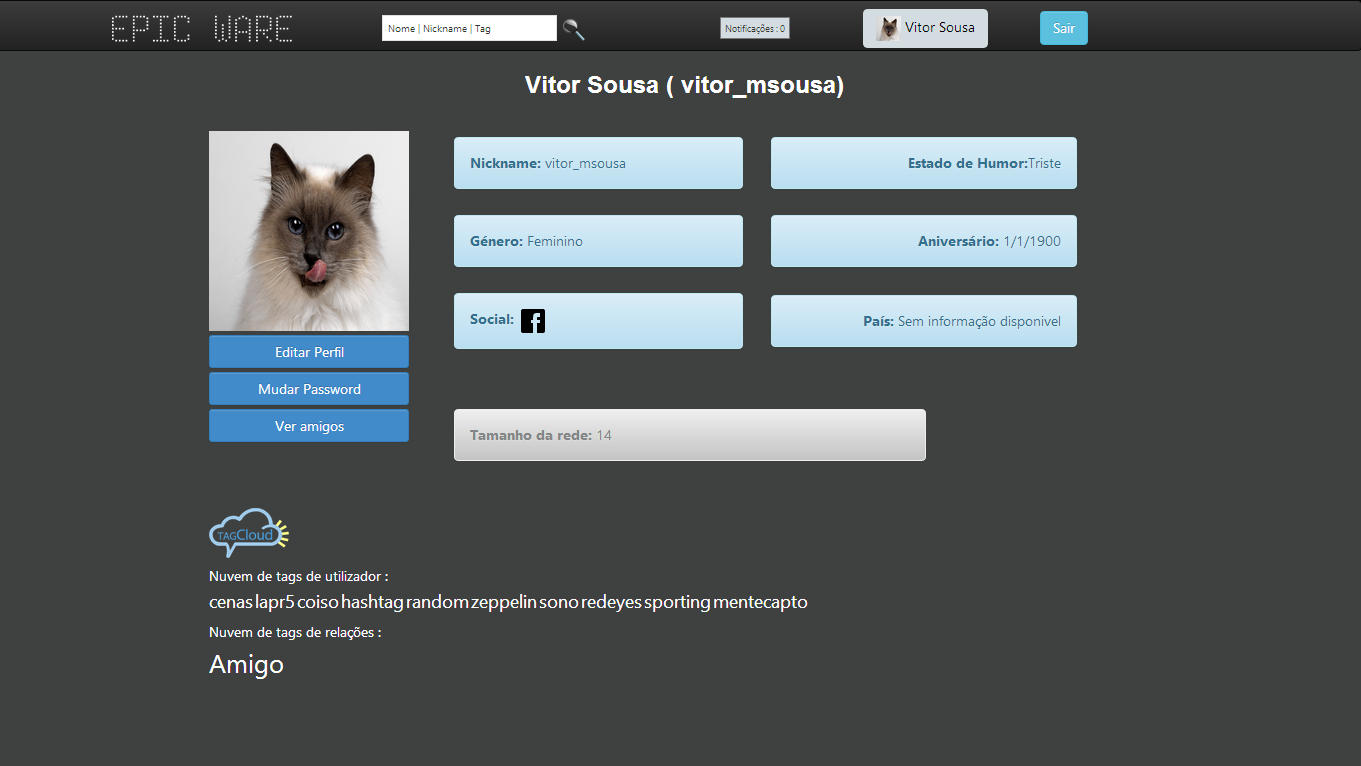 EPIC WARE
Nome | Nickname | Tag
Notificações : 0
Vitor Sousa
Sair
Vitor Sousa ( vitor_msousa)
Nickname: vitor_msousa
Estado de Humor:Triste
Género: Feminino
Aniversário: 1/1/1900
Social:
País: Sem informação disponivel
Editar Perfil
Mudar Password
Ver amigos
Tamanho da rede: 14
TAGCloud
Nuvem de tags de utilizador :
cenas lapr5 coiso hashtag random zeppelin sono redeyes sporting mentecapto
Nuvem de tags de relações :
Amigo